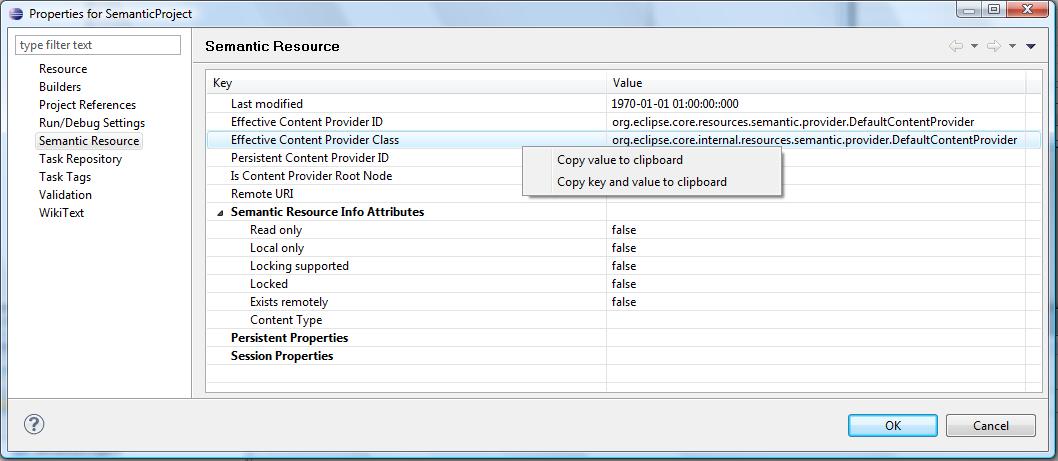 Properties for SemanticProject
type filter text
Resource
Builders
Project References
Run/Debug Settings
Semantic Resource
Task Repository
Task Tags
Validation
WikiText
Semantic Resource
Key Value
Last modified 1970-01-01 01:00:00::000
Effective Content Provider ID org.eclipse.core.resources.semantic.provider.DefaultContentProvider
Effective Content Provider Class org.eclipse.core.internal.resources.semantic.provider.DefaultContentProvider
Persistent Content Provider ID
Is Content Provider Root Node
Remote URI
Copy value to clipboard
Copy key and value to clipboard
Semantic Resource Info Attributes
Read only false
Local only false
Locking supported false
Locked false
Exists remotely false
Content Type
Persistent Properties
Session Properties
?
OK Cancel